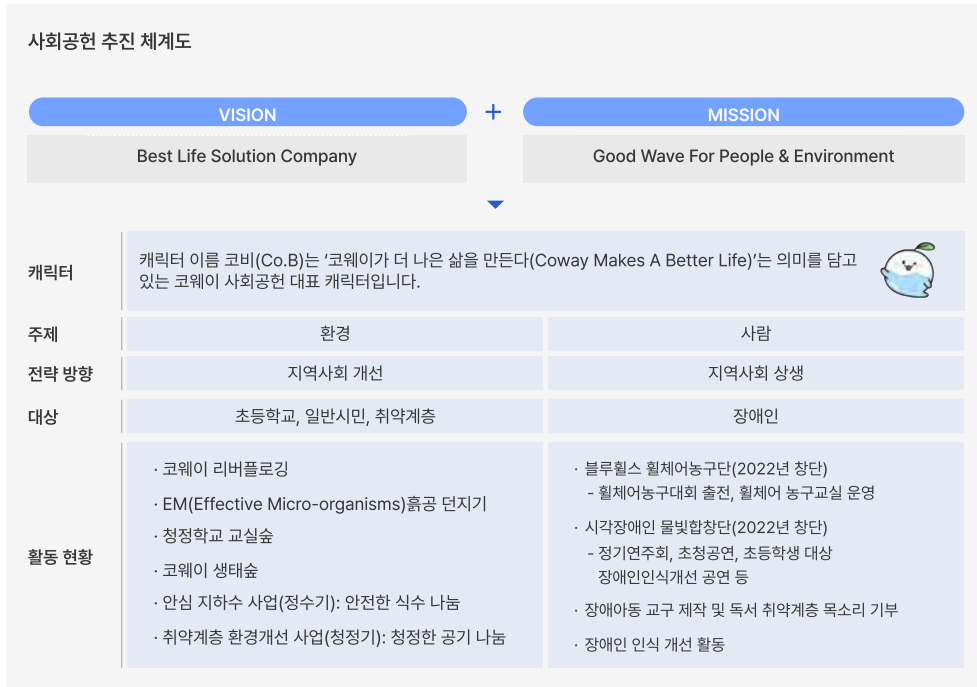 사회공헌 추진 체계도
VISION
+
MISSION
Best Life Solution Company
Good Wave For People & Environment
캐릭터
캐릭터 이름 코비(Co.B)는 ‘코웨이가 더 나은 삶을 만든다(Coway Makes A Better Life)’는 의미를 담고
있는 코웨이 사회공헌 대표 캐릭터입니다.
주제
환경
사람
전략 방향
지역사회 개선
지역사회 상생
대상
초등학교, 일반시민, 취약계층
장애인
활동 현황
· 코웨이 리버플로깅
· EM(Effective Micro-organisms)흙공 던지기
· 청정학교 교실숲
· 코웨이 생태숲
· 안심 지하수 사업(정수기): 안전한 식수 나눔
· 취약계층 환경개선 사업(청정기): 청정한 공기 나눔
· 블루휠스 휠체어농구단(2022년 창단)
- 휠체어농구대회 출전, 휠체어 농구교실 운영
· 시각장애인 물빛합창단(2022년 창단)
- 정기연주회, 초청공연, 초등학생 대상
장애인인식개선 공연 등
· 장애아동 교구 제작 및 독서 취약계층 목소리 기부
· 장애인 인식 개선 활동